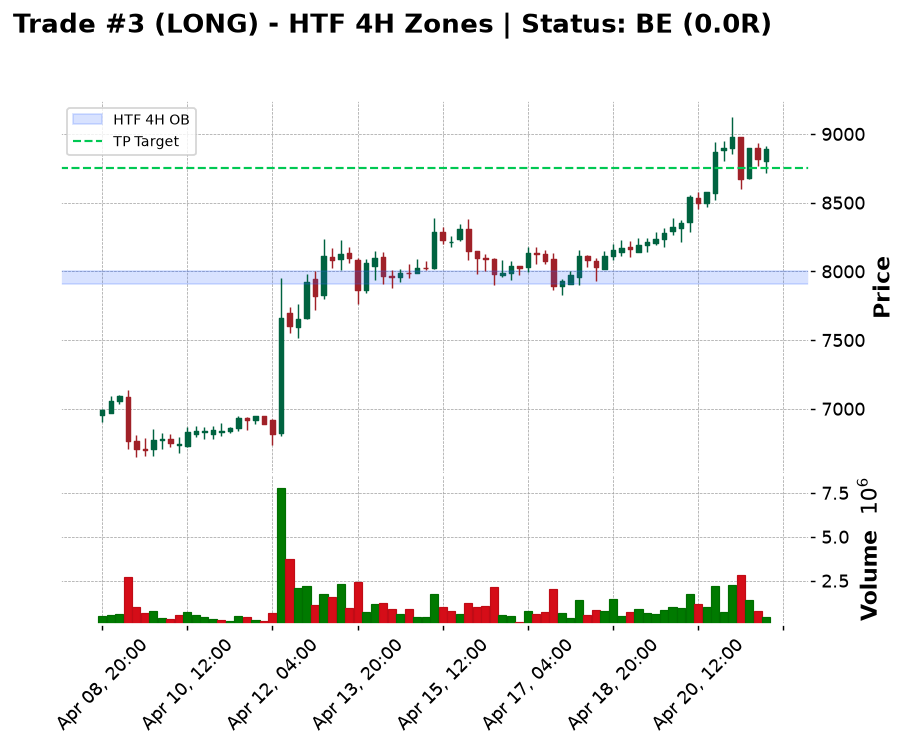 Trade #3 (LONG) - HTF 4H Zones | Status: BE (0.0R)
HTF 4H OB
TP Target
9000
8500
8000
7500
7000
Price
7.5
5.0
2.5
Volume 10^6
Apr 08, 20:00
Apr 10, 12:00
Apr 12, 04:00
Apr 13, 20:00
Apr 15, 12:00
Apr 17, 04:00
Apr 18, 20:00
Apr 20, 12:00